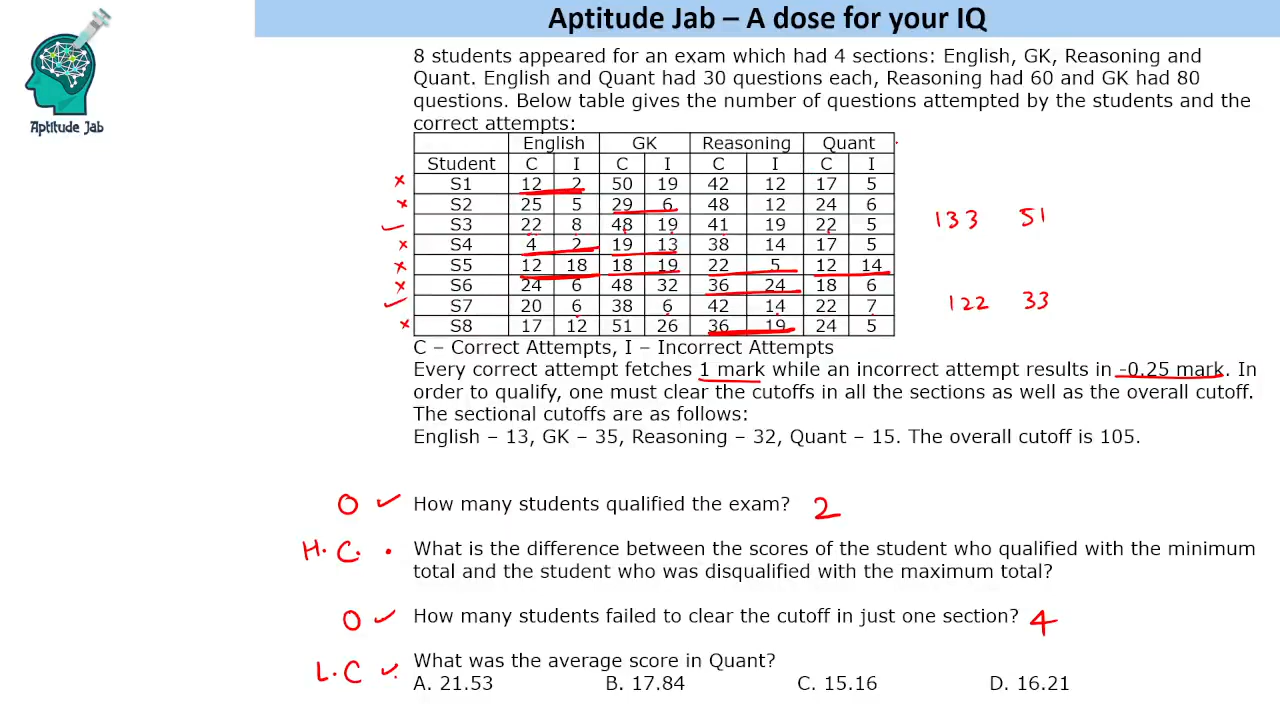 Aptitude Jab – A dose for your IQ
Aptitude Jab
8 students appeared for an exam which had 4 sections: English, GK, Reasoning and
Quant. English and Quant had 30 questions each, Reasoning had 60 and GK had 80
questions. Below table gives the number of questions attempted by the students and the
correct attempts:
English GK Reasoning Quant
Student C I C I C I C I
S1 12 2 50 19 42 12 17 5
S2 25 5 29 6 48 12 24 6
S3 22 8 48 19 41 19 22 5 133 51
S4 4 2 19 13 38 14 17 5
S5 12 18 18 19 22 5 12 14
S6 24 6 48 32 36 24 18 6
S7 20 6 38 6 42 14 22 7 122 33
S8 17 12 51 26 36 19 24 5
C – Correct Attempts, I – Incorrect Attempts
Every correct attempt fetches 1 mark while an incorrect attempt results in -0.25 mark. In
order to qualify, one must clear the cutoffs in all the sections as well as the overall cutoff.
The sectional cutoffs are as follows:
English – 13, GK – 35, Reasoning – 32, Quant – 15. The overall cutoff is 105.
O How many students qualified the exam? 2
H.C. What is the difference between the scores of the student who qualified with the minimum
total and the student who was disqualified with the maximum total?
O How many students failed to clear the cutoff in just one section? 4
L.C What was the average score in Quant?
A. 21.53 B. 17.84 C. 15.16 D. 16.21